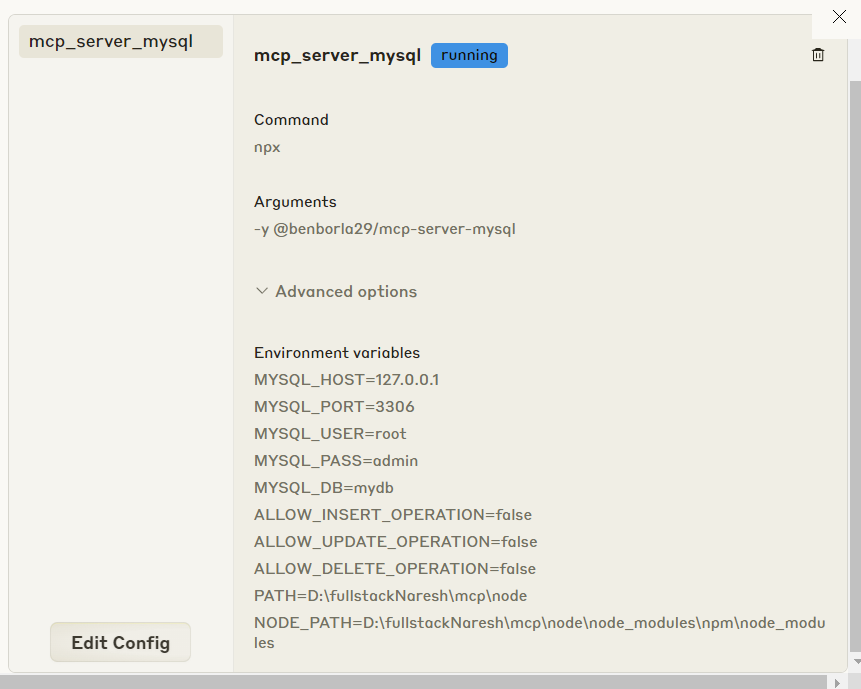 mcp_server_mysql
mcp_server_mysql running
Command
npx
Arguments
-y @benborla29/mcp-server-mysql
Advanced options
Environment variables
MYSQL_HOST=127.0.0.1
MYSQL_PORT=3306
MYSQL_USER=root
MYSQL_PASS=admin
MYSQL_DB=mydb
ALLOW_INSERT_OPERATION=false
ALLOW_UPDATE_OPERATION=false
ALLOW_DELETE_OPERATION=false
PATH=D:\fullstackNaresh\mcp\node
NODE_PATH=D:\fullstackNaresh\mcp\node\node_modules\npm\node_modu
les
Edit Config